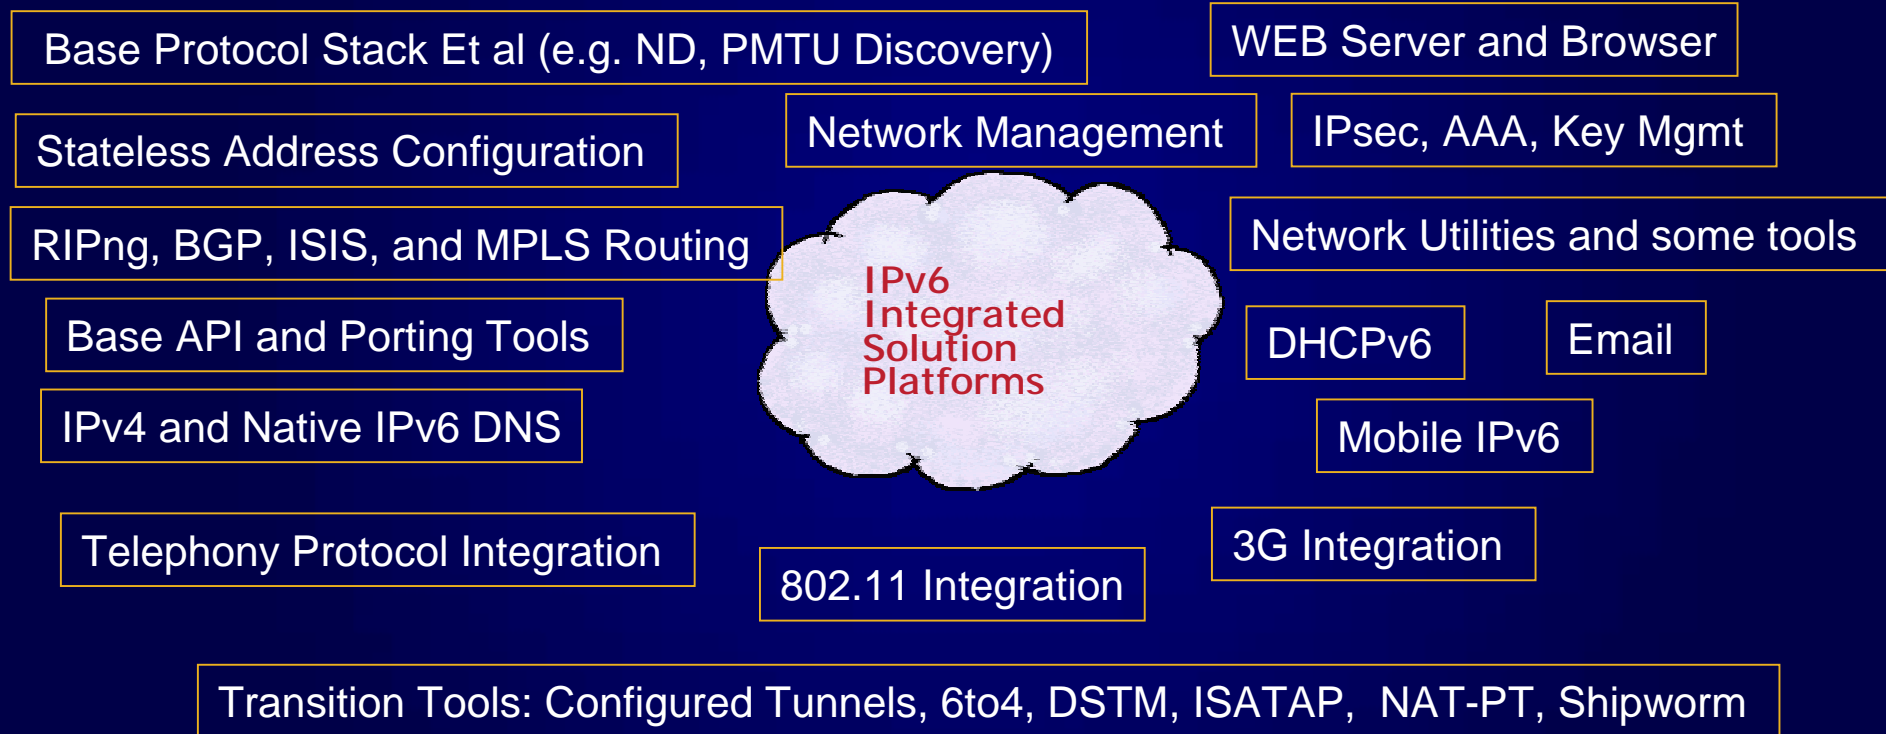 Base Protocol Stack Et al (e.g. ND, PMTU Discovery)
WEB Server and Browser
Network Management
IPsec, AAA, Key Mgmt
Stateless Address Configuration
RIPng, BGP, ISIS, and MPLS Routing
Network Utilities and some tools
IPv6
Integrated
Solution
Platforms
Base API and Porting Tools
DHCPv6
Email
IPv4 and Native IPv6 DNS
Mobile IPv6
Telephony Protocol Integration
802.11 Integration
3G Integration
Transition Tools: Configured Tunnels, 6to4, DSTM, ISATAP, NAT-PT, Shipworm